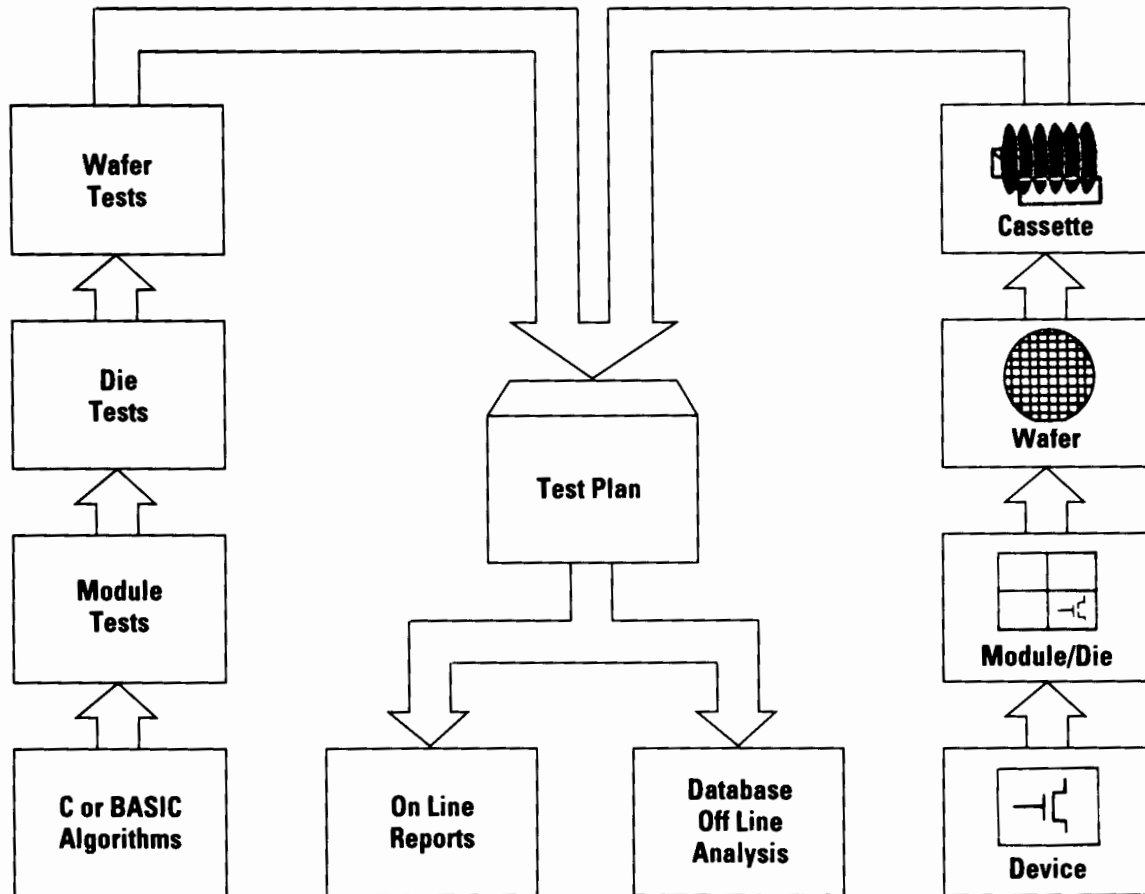 Wafer
Tests
Cassette
Die
Tests
Wafer
Test Plan
Module
Tests
Module/Die
C or BASIC
Algorithms
On Line
Reports
Database
Off Line
Analysis
Device